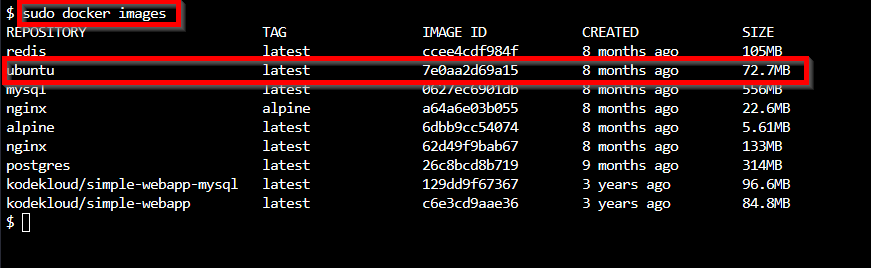 $ sudo docker images
REPOSITORY TAG IMAGE ID CREATED SIZE
redis latest ccee4cdf984f 8 months ago 105MB
ubuntu latest 7e0aa2d69a15 8 months ago 72.7MB
mysql latest 0627ec6901db 8 months ago 556MB
nginx alpine a64a6e03b055 8 months ago 22.6MB
alpine latest 6dbb9cc54074 8 months ago 5.61MB
nginx latest 62d49f9bab67 8 months ago 133MB
postgres latest 26c8bcd8b719 9 months ago 314MB
kodekloud/simple-webapp-mysql latest 129dd9f67367 3 years ago 96.6MB
kodekloud/simple-webapp latest c6e3cd9aae36 3 years ago 84.8MB
$